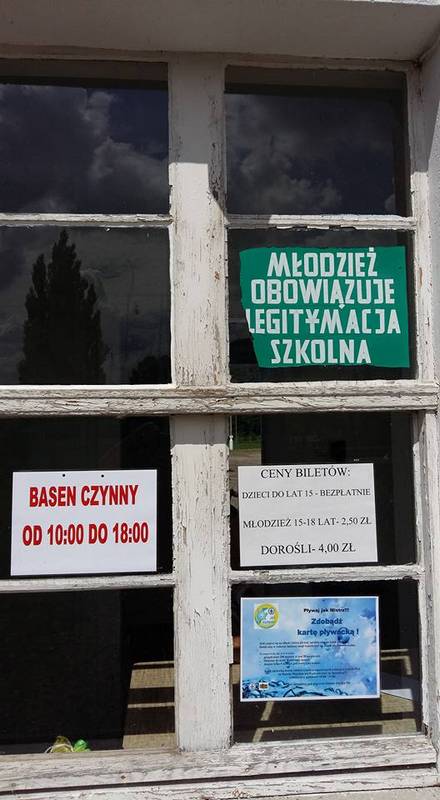 MŁODZIEŻ
OBOWIĄZUJE
LEGITYMACJA
SZKOLNA
BASEN CZYNNY
OD 10:00 DO 18:00
CENY BILETÓW:
DZIECI DO LAT 15 - BEZPŁATNIE
MŁODZIEŻ 15-18 LAT- 2,50 ZŁ
DOROŚLI- 4,00 ZŁ
Pływaj jak Mistrz!!!
Zdobądź
kartę pływacką !